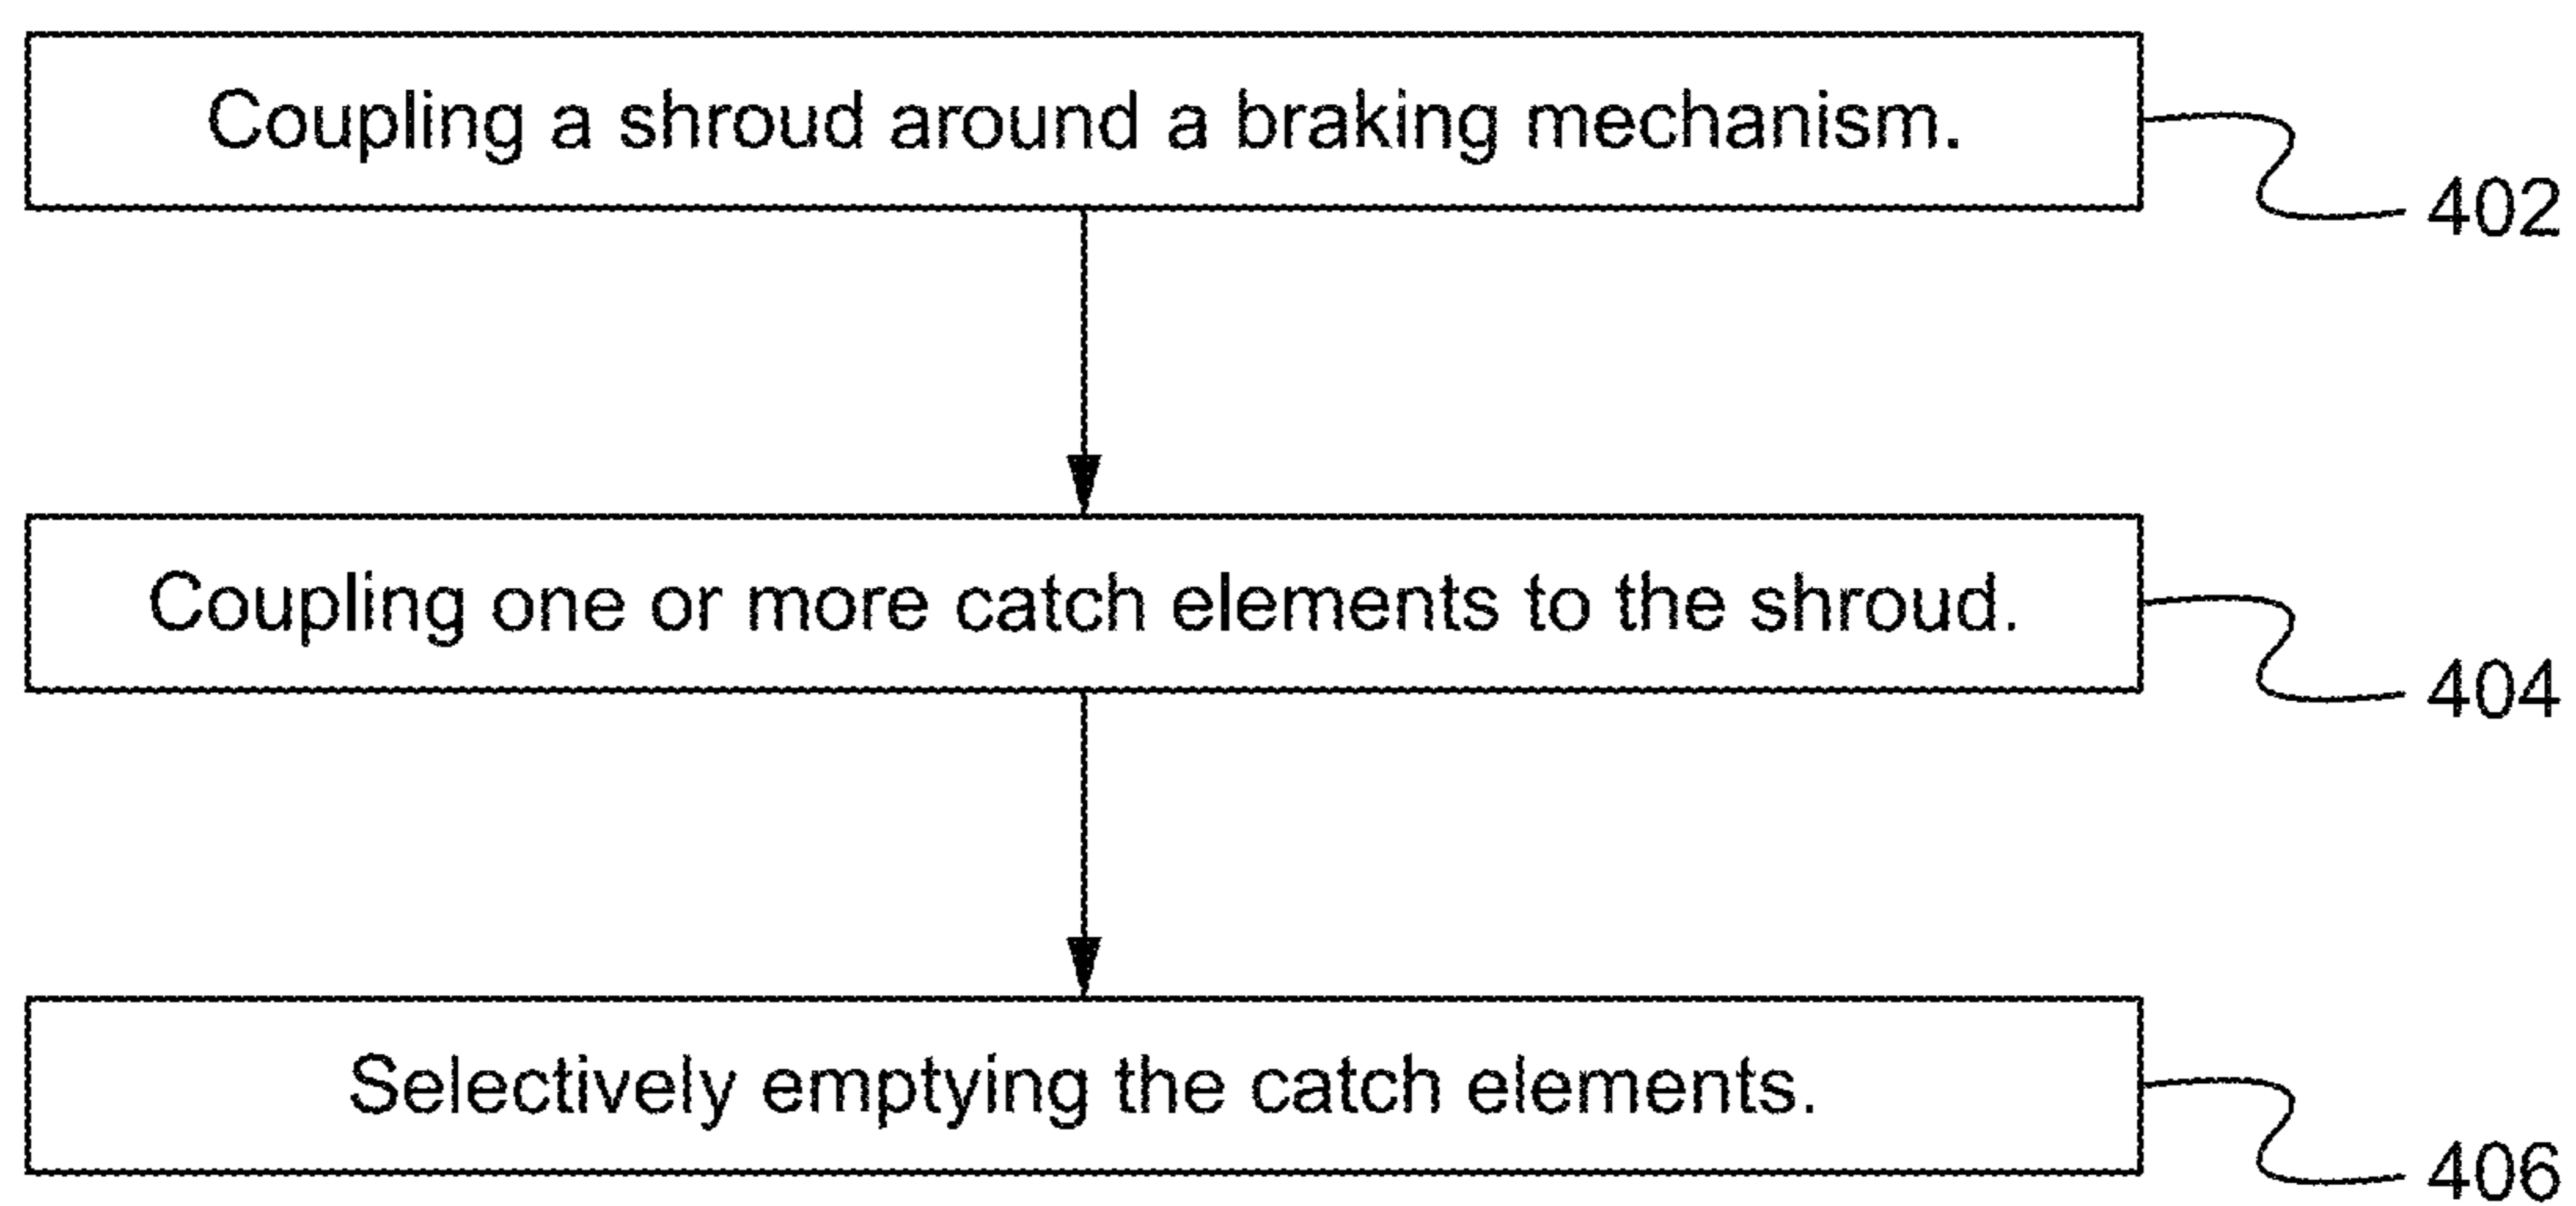 Coupling a shroud around a braking mechanism.
402
Coupling one or more catch elements to the shroud.
404
Selectively emptying the catch elements.
406